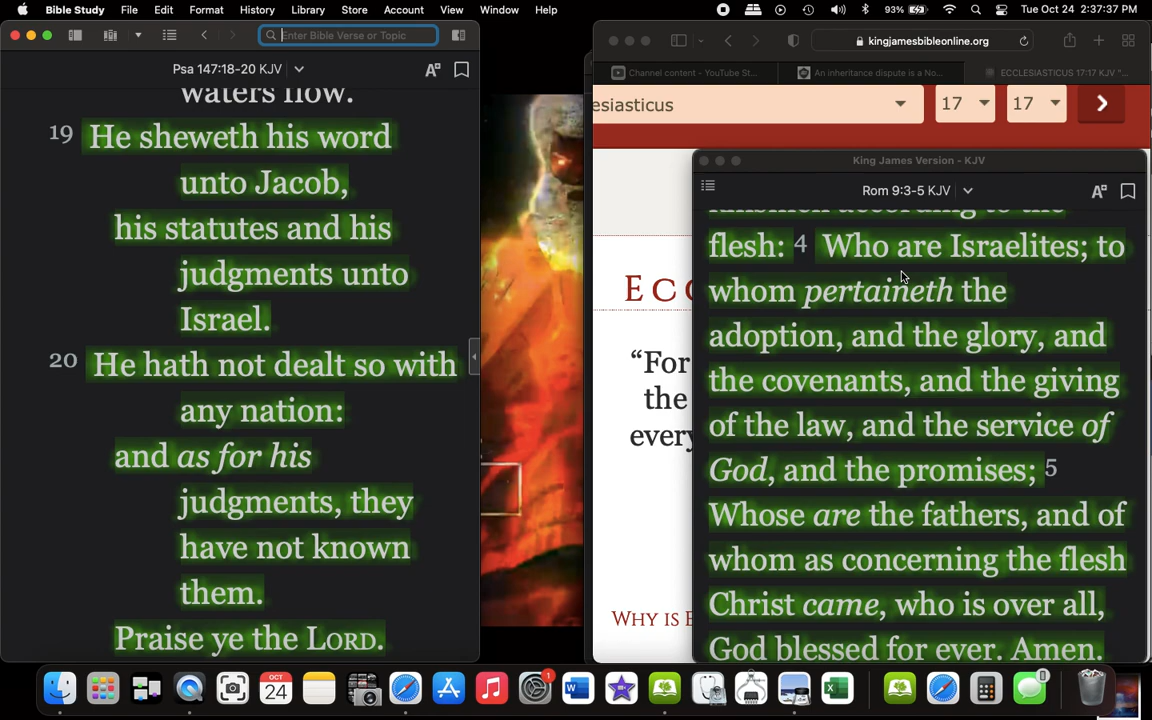 Bible Study File Edit Format History Library Store Account View Window Help
93% Tue Oct 24 2:37:37 PM
Enter Bible Verse or Topic
Psa 147:18-20 KJV
waters flow.
19 He sheweth his word
unto Jacob,
his statutes and his
judgments unto
Israel.
20 He hath not dealt so with
any nation:
and as for his
judgments, they
have not known
them.
Praise ye the LORD.
kingjamesbibleonline.org
Channel content - YouTube St...
An inheritance dispute is a No...
ECCLESIASTICUS 17:17 KJV "...
esiasticus
17
17
"For
the
every
WHY IS E
King James Version - KJV
Rom 9:3-5 KJV
kinsmen according to the
flesh: 4 Who are Israelites; to
whom pertaineth the
adoption, and the glory, and
the covenants, and the giving
of the law, and the service of
God, and the promises; 5
Whose are the fathers, and of
whom as concerning the flesh
Christ came, who is over all,
God blessed for ever. Amen.
OCT
24
1